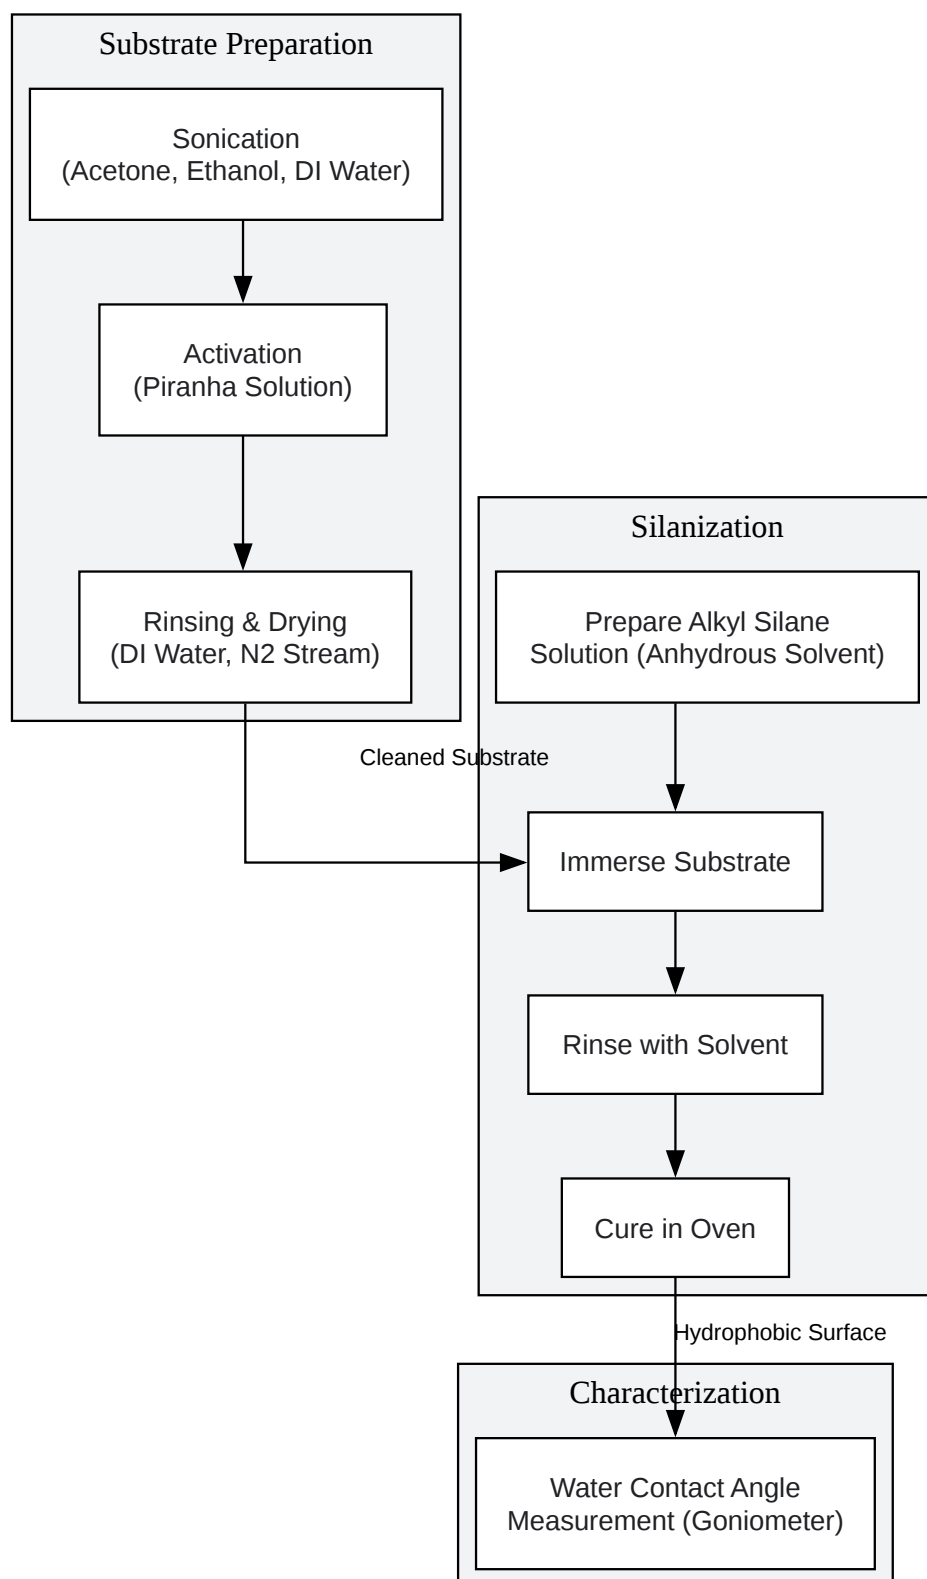 Substrate Preparation
Sonication
(Acetone, Ethanol, DI Water)
Activation
(Piranha Solution)
Rinsing & Drying
(DI Water, N2 Stream)
Cleaned Substrate
Silanization
Prepare Alkyl Silane
Solution (Anhydrous Solvent)
Immerse Substrate
Rinse with Solvent
Cure in Oven
Hydrophobic Surface
Characterization
Water Contact Angle
Measurement (Goniometer)